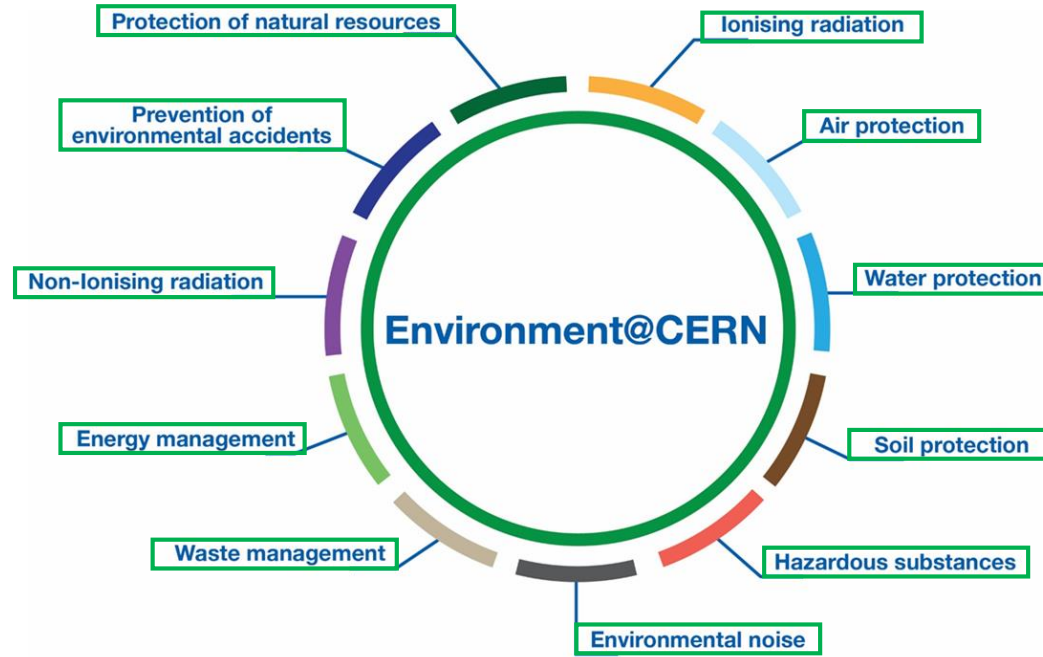 Protection of natural resources
Ionising radiation
Prevention of
environmental accidents
Air protection
Non-Ionising radiation
Water protection
Environment@CERN
Energy management
Soil protection
Waste management
Hazardous substances
Environmental noise